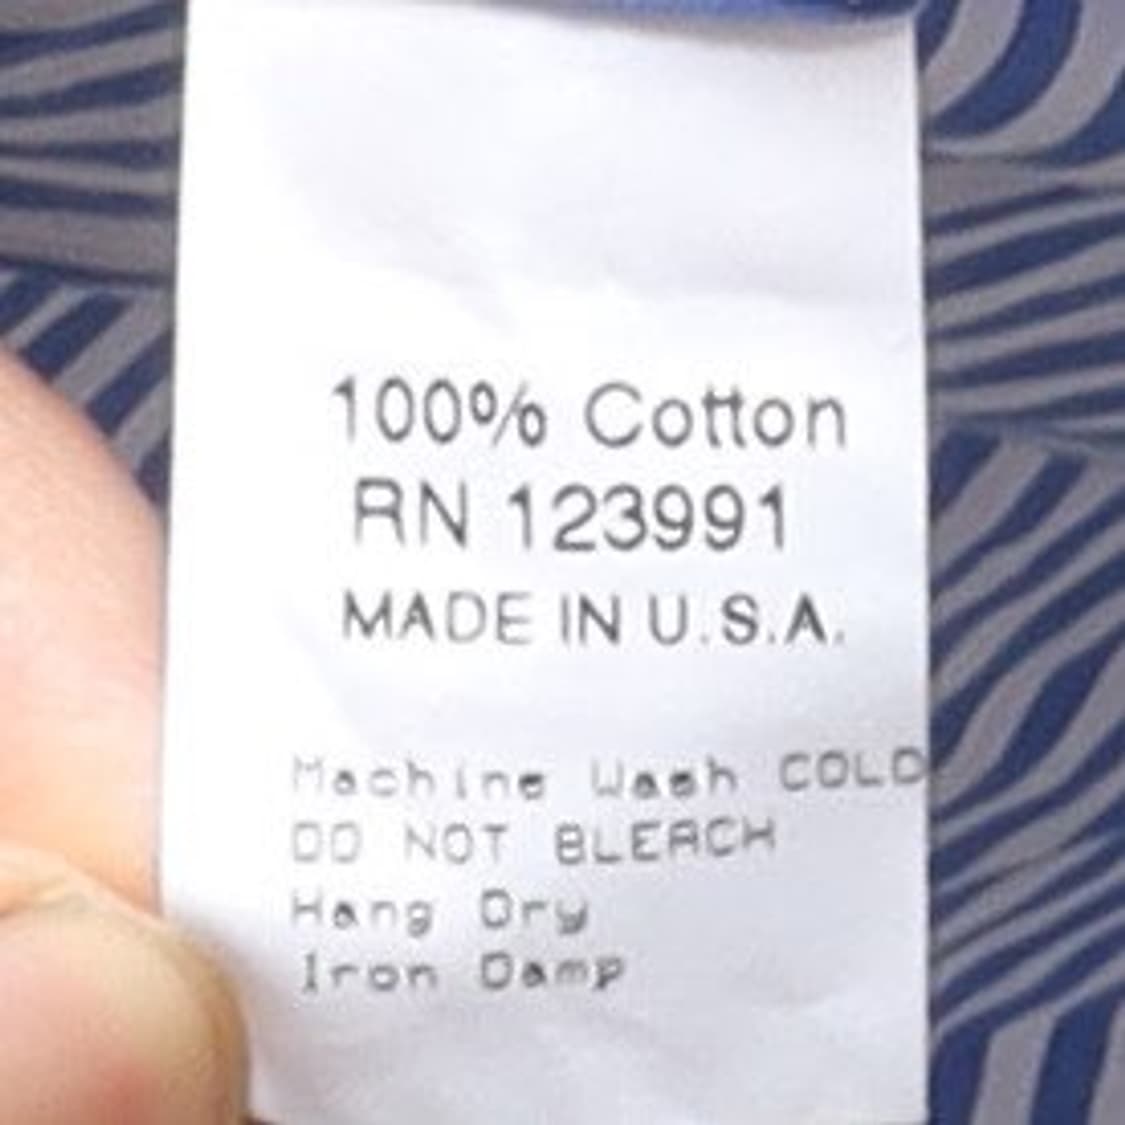 100% Cotton
RN 123991
MADE IN U.S.A.
Machine Wash COLD
DO NOT BLEACH
Hang Dry
Iron Damp